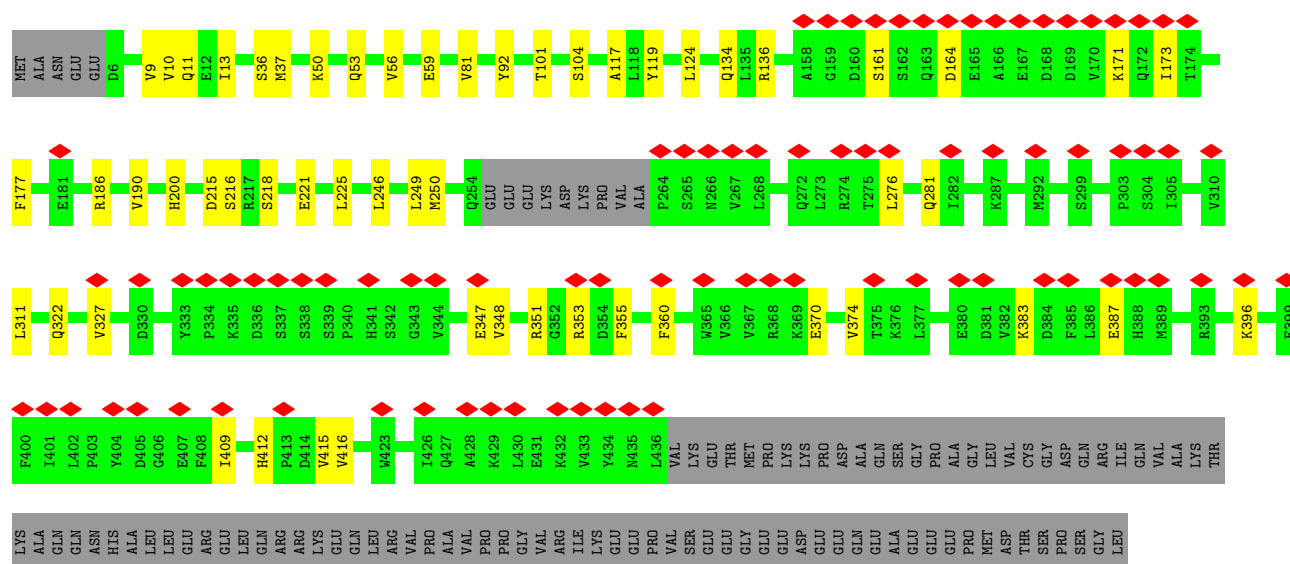 MET ALA ASN GLU GLU D6 V9 V10 Q11 E12 I13 S36 M37 K50 Q53 V56 E59 V81 Y92 T101 S104 A117 L118 Y119 L124 Q134 L135 R136 A158 G159 D160 S161 S162 Q163 D164 E165 A166 E167 D168 D169 V170 K171 Q172 I173 T174
F177 E181 R186 V190 H200 D215 S216 R217 S218 E221 L225 L246 L249 M250 Q254 GLU GLU GLU LYS ASP LYS PRO VAL ALA P264 S265 N266 V267 L268 Q272 L273 R274 T275 L276 Q281 I282 K287 M292 S299 P303 S304 I305 V310
L311 Q322 V327 D330 Y333 P334 K335 D336 S337 S338 S339 P340 H341 S342 G343 V344 E347 V348 R351 G352 R353 D354 F355 F360 W365 V366 V367 R368 K369 E370 V374 T375 K376 L377 E380 D381 V382 K383 D384 F385 L386 E387 H388 M389 R393 K396 E399
F400 I401 L402 P403 Y404 D405 G406 E407 F408 I409 H412 P413 D414 V415 V416 W423 I426 Q427 A428 K429 L430 E431 K432 V433 Y434 N435 L436 VAL LYS GLU THR MET PRO LYS LYS PRO ASP ALA GLN SER GLY PRO ALA GLY LEU VAL CYS GLY ASP GLN ARG ILE GLN VAL ALA LYS THR
LYS ALA GLN GLN ASN HIS ALA LEU LEU GLU ARG GLU LEU GLN ARG ARG LYS GLU GLN LEU ARG VAL PRO ALA VAL PRO PRO GLY VAL ARG ILE LYS GLU GLU PRO VAL SER GLU GLU GLY GLU GLU ASP GLU GLU GLN GLU ALA GLU GLU GLU PRO MET ASP THR SER PRO SER GLY LEU